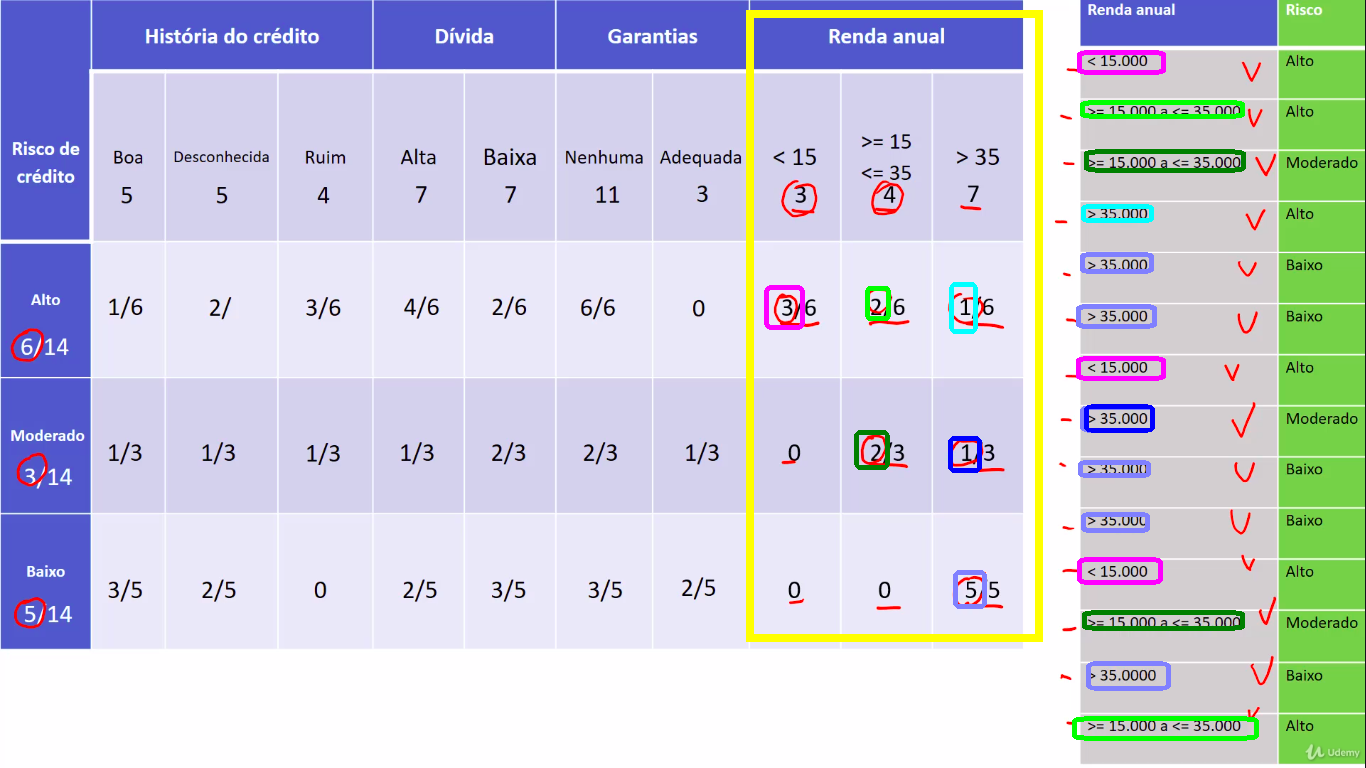 História do crédito Dívida Garantias Renda anual
Risco de crédito
Boa Desconhecida Ruim Alta Baixa Nenhuma Adequada < 15 >= 15 <= 35 > 35
5 5 4 7 7 11 3 3 4 7
Alto 6/14 1/6 2/ 3/6 4/6 2/6 6/6 0 3/6 2/6 1/6
Moderado 3/14 1/3 1/3 1/3 1/3 2/3 2/3 1/3 0 2/3 1/3
Baixo 5/14 3/5 2/5 0 2/5 3/5 3/5 2/5 0 0 5/5
Renda anual Risco
< 15.000 Alto
>= 15.000 a <= 35.000 Alto
>= 15.000 a <= 35.000 Moderado
> 35.000 Alto
> 35.000 Baixo
> 35.000 Baixo
< 15.000 Alto
> 35.000 Moderado
> 35.000 Baixo
> 35.000 Baixo
< 15.000 Alto
>= 15.000 a <= 35.000 Moderado
> 35.0000 Baixo
>= 15.000 a <= 35.000 Alto
Udemy